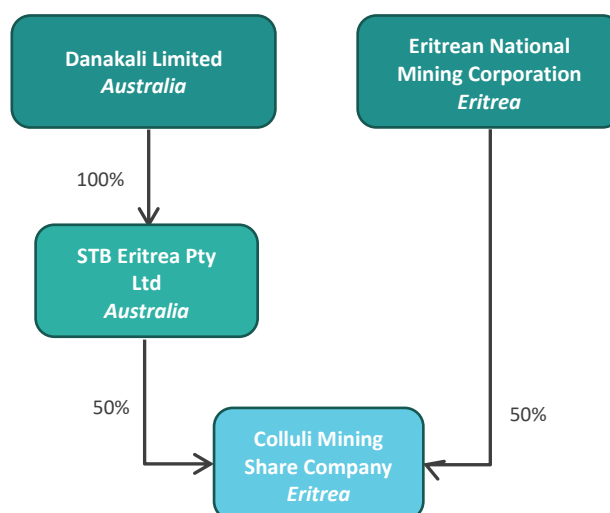 Danakali Limited
Australia
Eritrean National
Mining Corporation
Eritrea
100%
STB Eritrea Pty
Ltd
Australia
50%
50%
Colluli Mining
Share Company
Eritrea